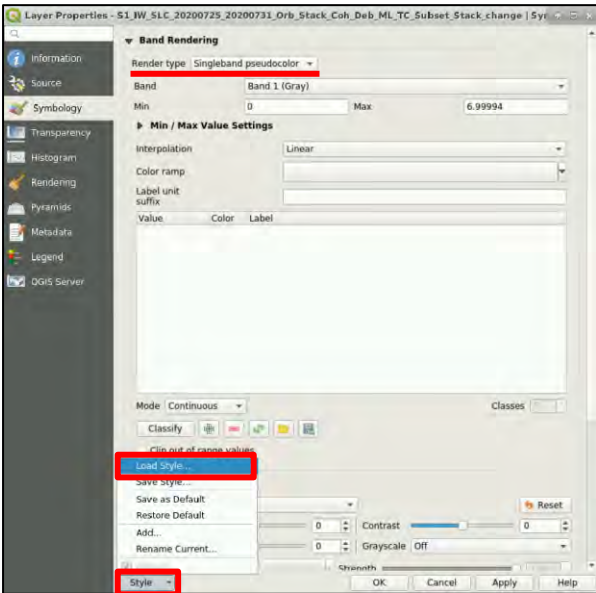 Layer Properties - S1_IW_SLC_20200725_20200731_Orb_Stack_Coh_Deb_ML_TC_Subset_Stack_change | Syr
Information
Source
Symbology
Transparency
Histogram
Rendering
Pyramids
Metadata
Legend
QGIS Server
Band Rendering
Render type Singleband pseudocolor
Band Band 1 (Gray)
Min 0 Max 6.99994
Min / Max Value Settings
Interpolation Linear
Color ramp
Label unit
suffix
Value Color Label
Mode Continuous Classes
Classify
Clip out of range values
Load Style...
Save Style...
Save as Default
Reset
Restore Default
0 Contrast 0
Add...
Rename Current...
0 Grayscale Off
Strength
Style OK Cancel Apply Help